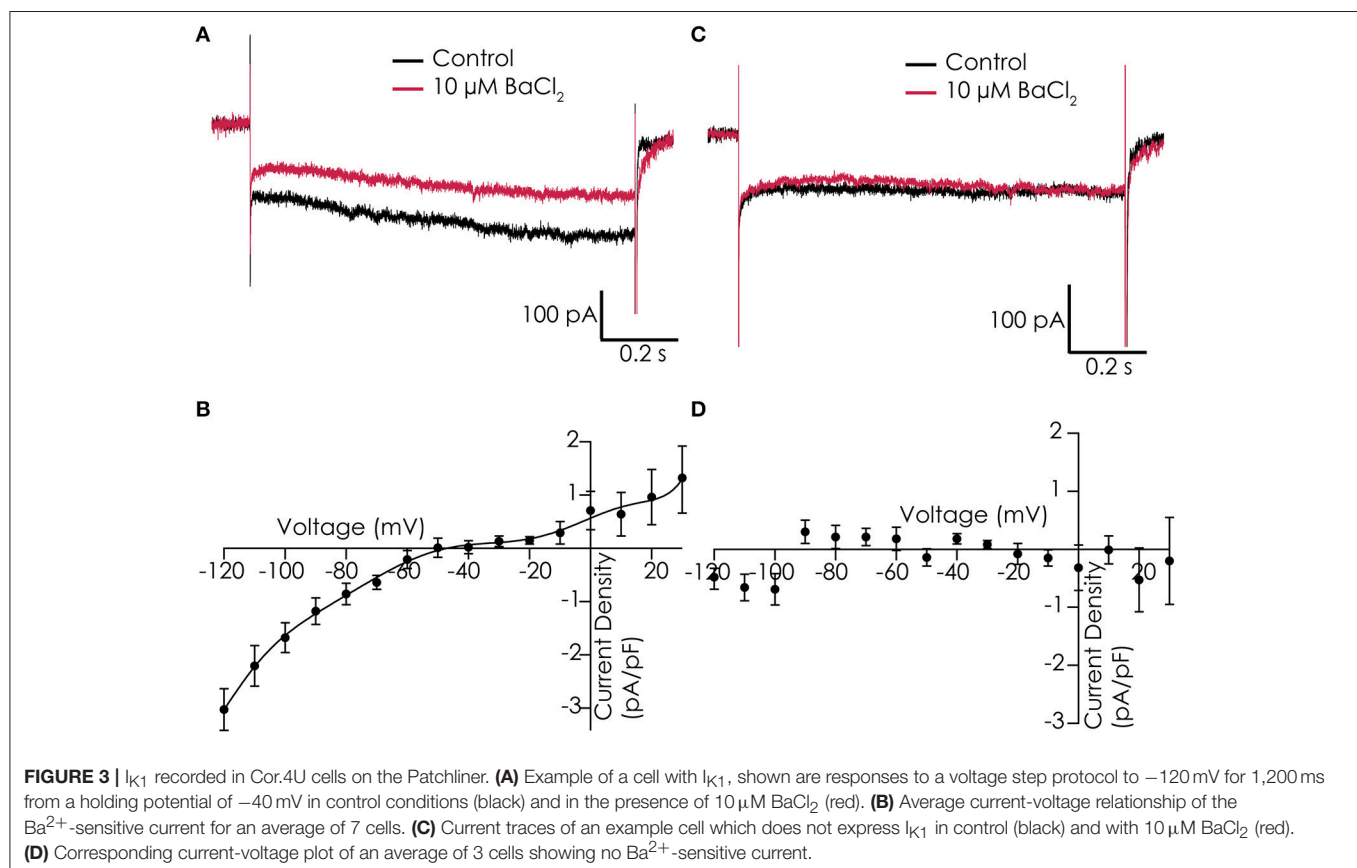 A
Control
10 µM BaCl2
100 pA
0.2 s
C
Control
10 µM BaCl2
100 pA
0.2 s
B
2
1
Voltage (mV)
-120 -100 -80 -60 -40 -20 20
-1
-2
-3
Current Density
(pA/pF)
D
2
1
Voltage (mV)
-120 -100 -80 -60 -40 -20 20
-1
-2
-3
Current Density
(pA/pF)
FIGURE 3 | IK1 recorded in Cor.4U cells on the Patchliner. (A) Example of a cell with IK1, shown are responses to a voltage step protocol to −120 mV for 1,200 ms
from a holding potential of −40 mV in control conditions (black) and in the presence of 10 µM BaCl2 (red). (B) Average current-voltage relationship of the
Ba2+-sensitive current for an average of 7 cells. (C) Current traces of an example cell which does not express IK1 in control (black) and with 10 µM BaCl2 (red).
(D) Corresponding current-voltage plot of an average of 3 cells showing no Ba2+-sensitive current.